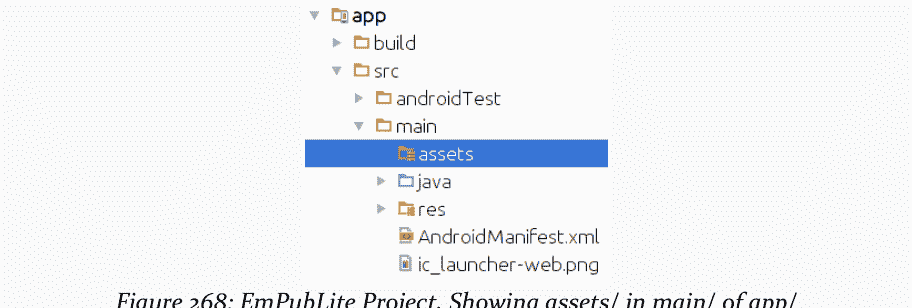 app
build
src
androidTest
main
assets
java
res
AndroidManifest.xml
ic_launcher-web.png
Figure 268: EmPubLite Project, Showing assets/ in main/ of app/